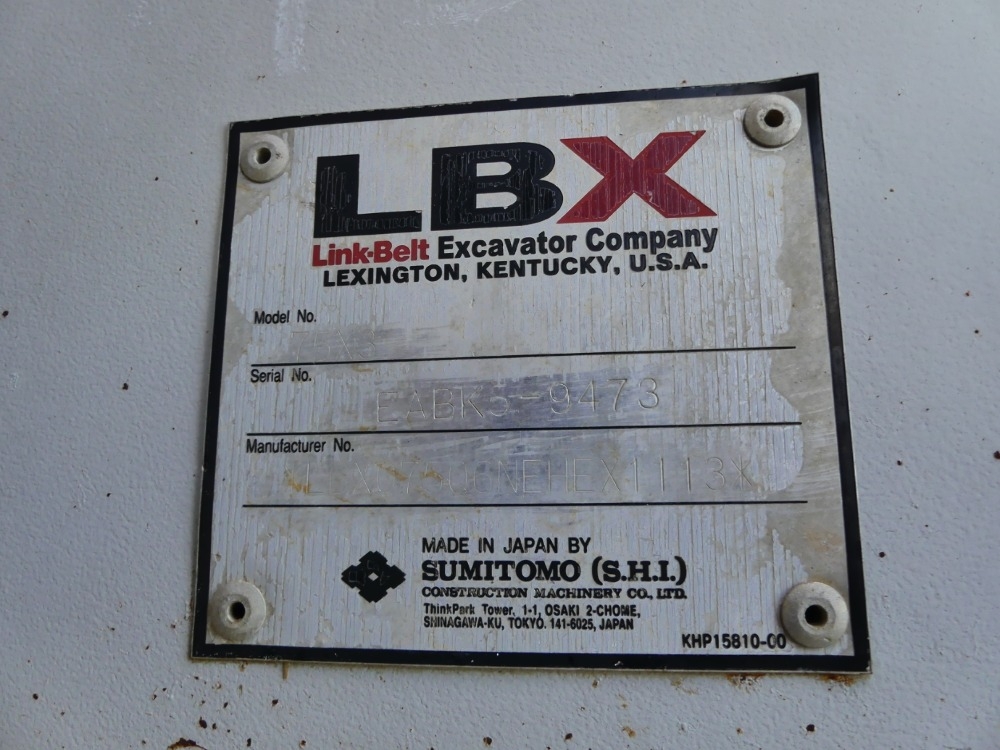 LBX
Link-Belt Excavator Company
LEXINGTON, KENTUCKY, U.S.A.
Model No.
Serial No.
EABK5-9473
Manufacturer No.
MADE IN JAPAN BY
SUMITOMO (S.H.I.)
CONSTRUCTION MACHINERY CO., LTD.
ThinkPark Tower, 1-1, OSAKI 2-CHOME,
SHINAGAWA-KU, TOKYO. 141-6025, JAPAN
KHP15810-00